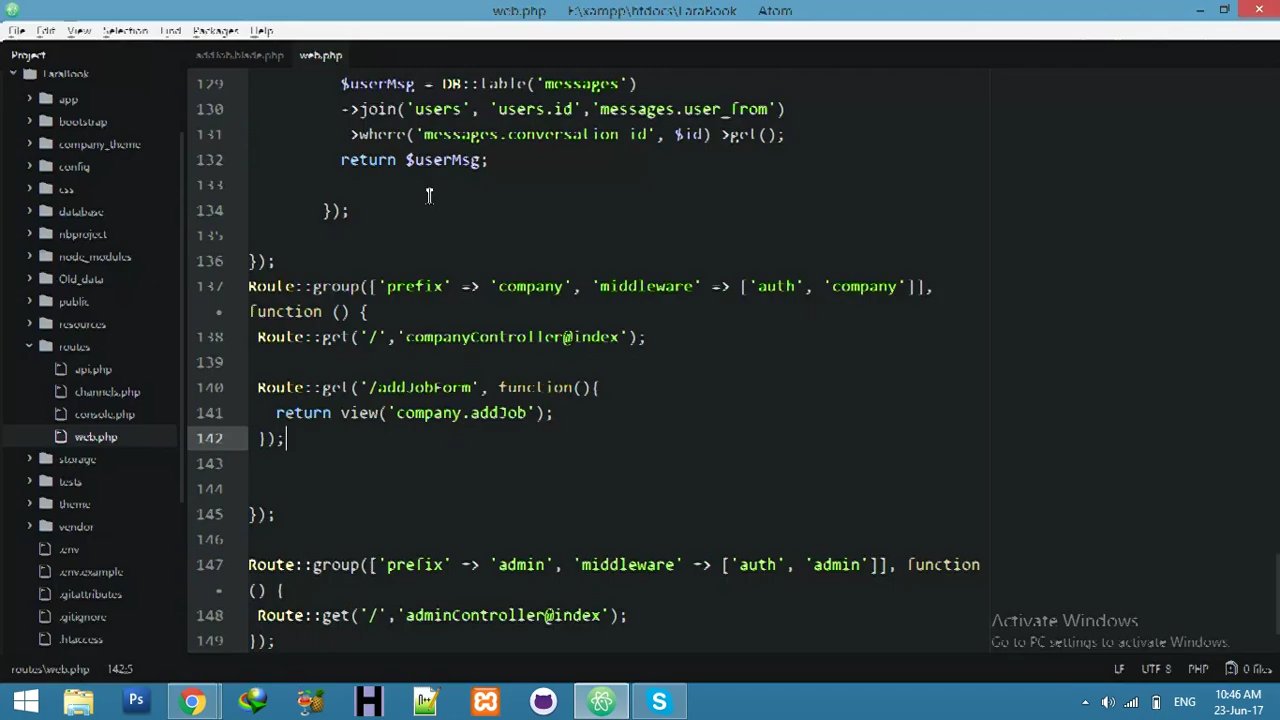 web.php    E:\xampp\htdocs\LaraBook    Atom
File Edit View Selection Find Packages Help
Project
addJob.blade.php web.php
LaraBook
app
bootstrap
company_theme
config
css
database
nbproject
node_modules
Old_data
public
resources
routes
api.php
channels.php
console.php
web.php
storage
tests
theme
vendor
.env
.env.example
.gitattributes
.gitignore
.htaccess
129 $userMsg = DB::table('messages')
130 ->join('users', 'users.id','messages.user_from')
131 ->where('messages.conversation_id', $id)->get();
132 return $userMsg;
133
134 });
135
136 });
137 Route::group(['prefix' => 'company', 'middleware' => ['auth', 'company']],
• function () {
138 Route::get('/','companyController@index');
139
140 Route::get('/addJobForm', function(){
141 return view('company.addJob');
142 });
143
144
145 });
146
147 Route::group(['prefix' => 'admin', 'middleware' => ['auth', 'admin']], function
• () {
148 Route::get('/','adminController@index');
149 });
Activate Windows
Go to PC settings to activate Windows.
routes\web.php 142:5 LF UTF-8 PHP 0 files
Ps
ENG
10:46 AM
23-Jun-17